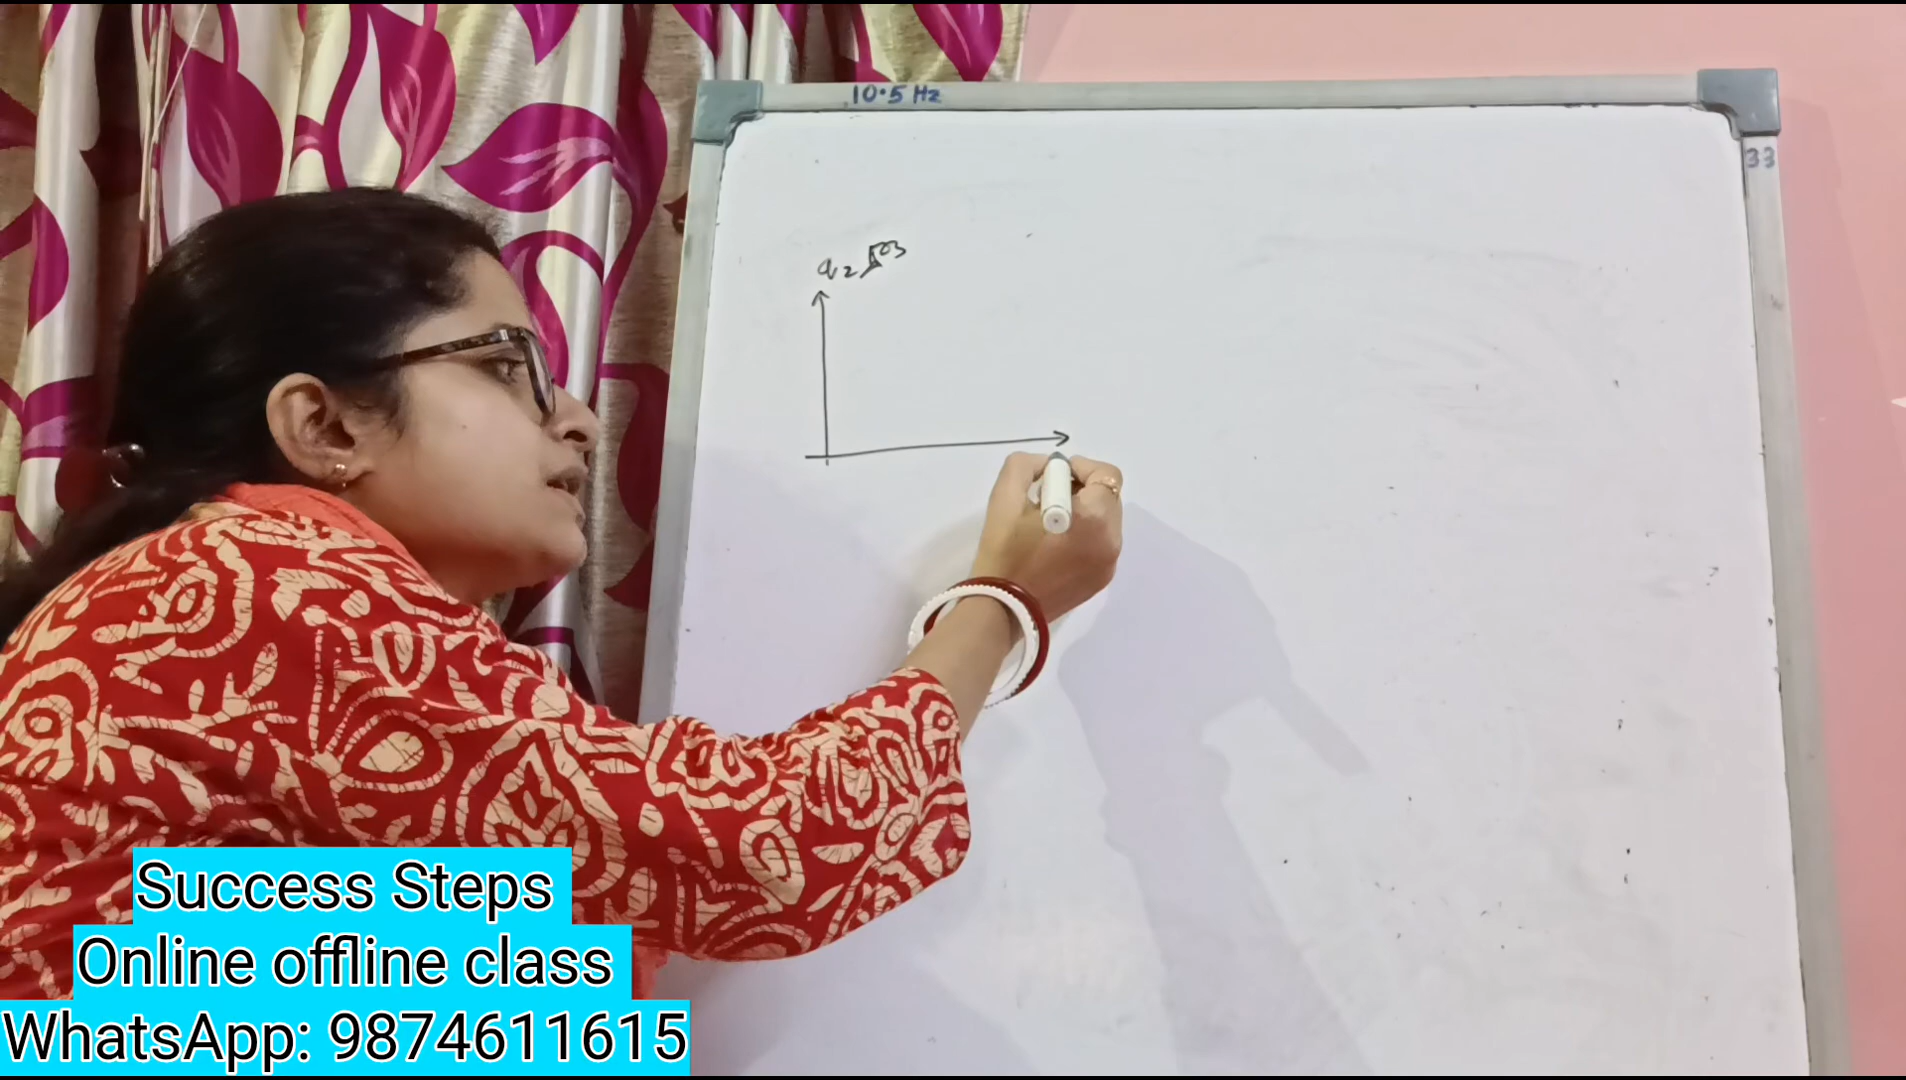 10.5 Hz
33
Success Steps
Online offline class
WhatsApp: 9874611615